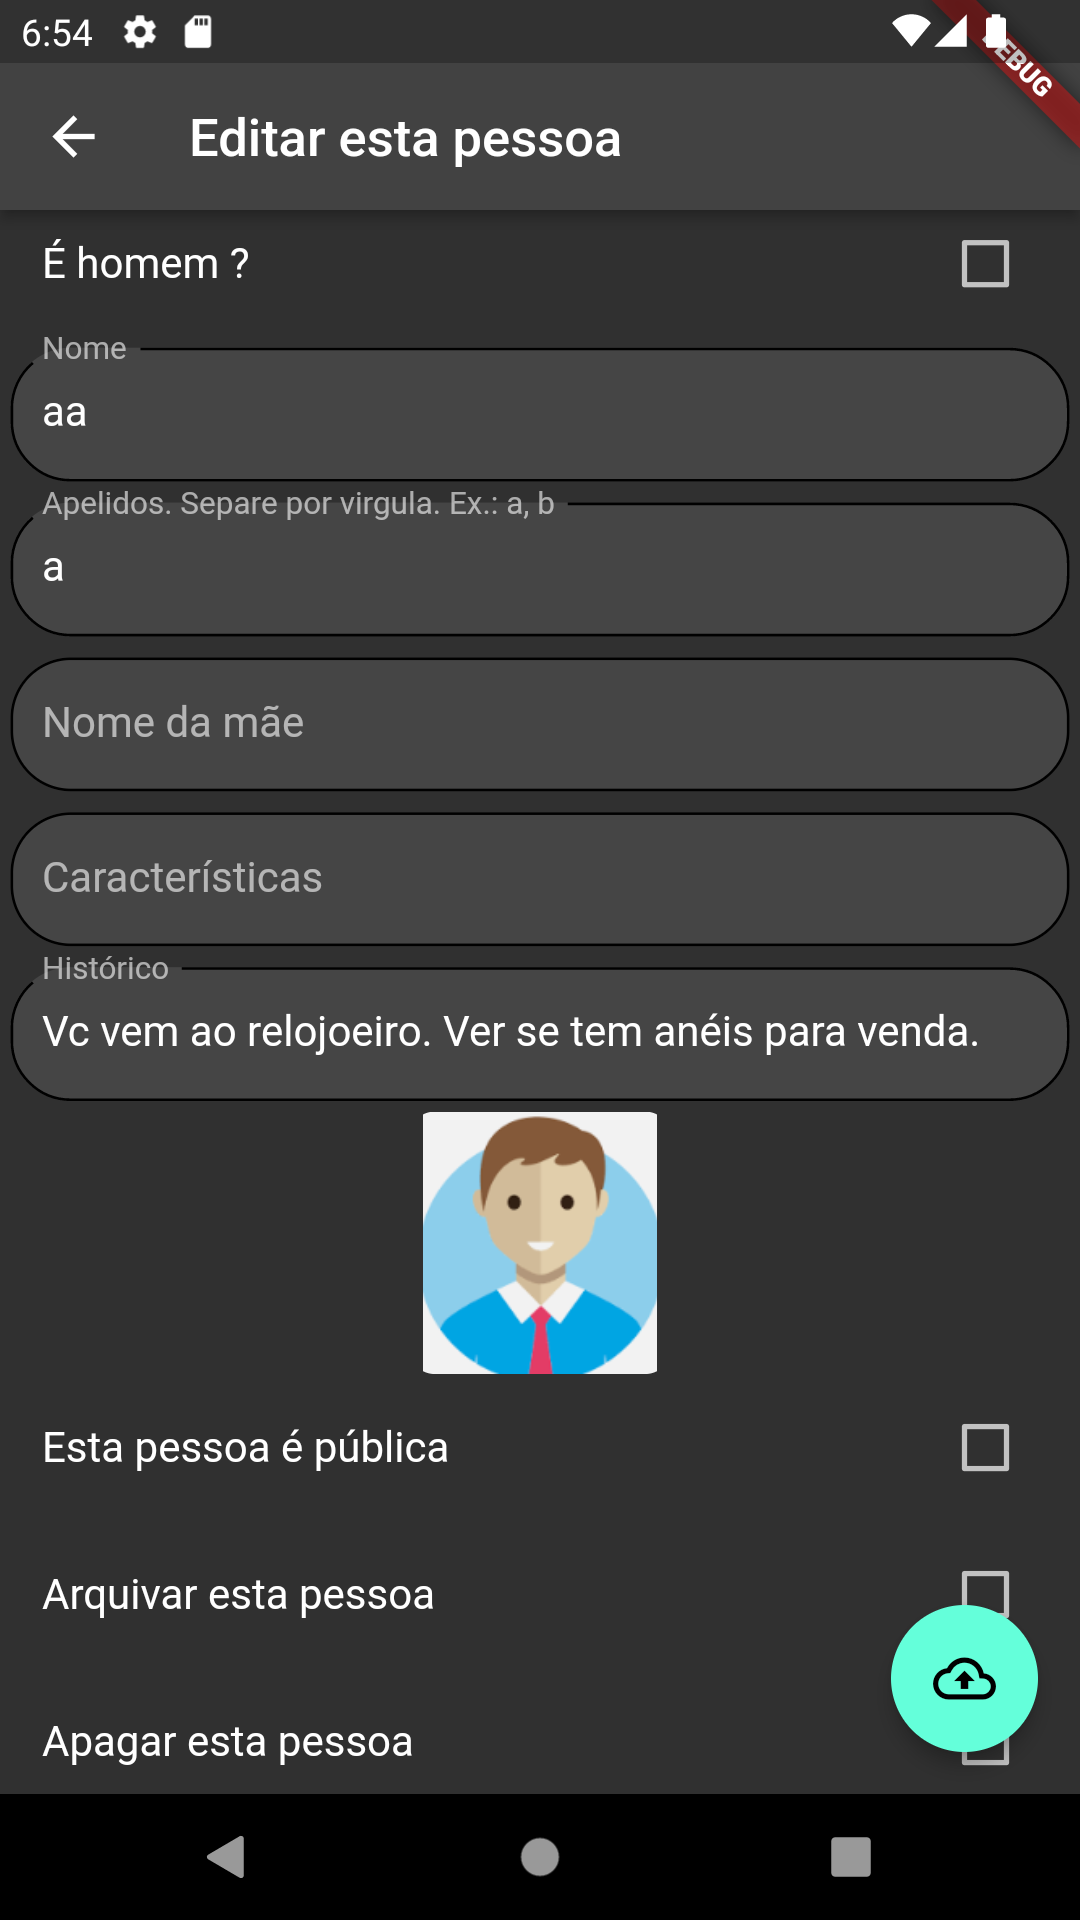 6:54
DEBUG
Editar esta pessoa
É homem ?
Nome
aa
Apelidos. Separe por virgula. Ex.: a, b
a
Nome da mãe
Características
Histórico
Vc vem ao relojoeiro. Ver se tem anéis para venda.
Esta pessoa é pública
Arquivar esta pessoa
Apagar esta pessoa